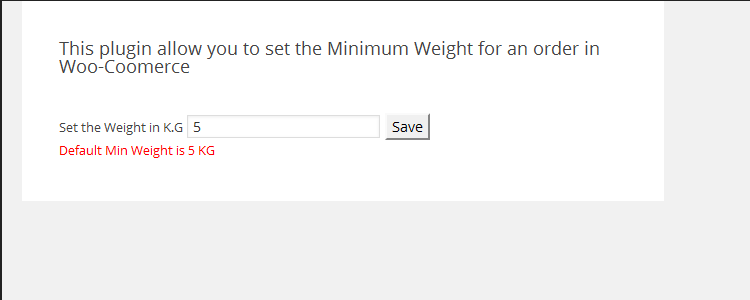 This plugin allow you to set the Minimum Weight for an order in
Woo-Coomerce
Set the Weight in K.G 5 Save
Default Min Weight is 5 KG